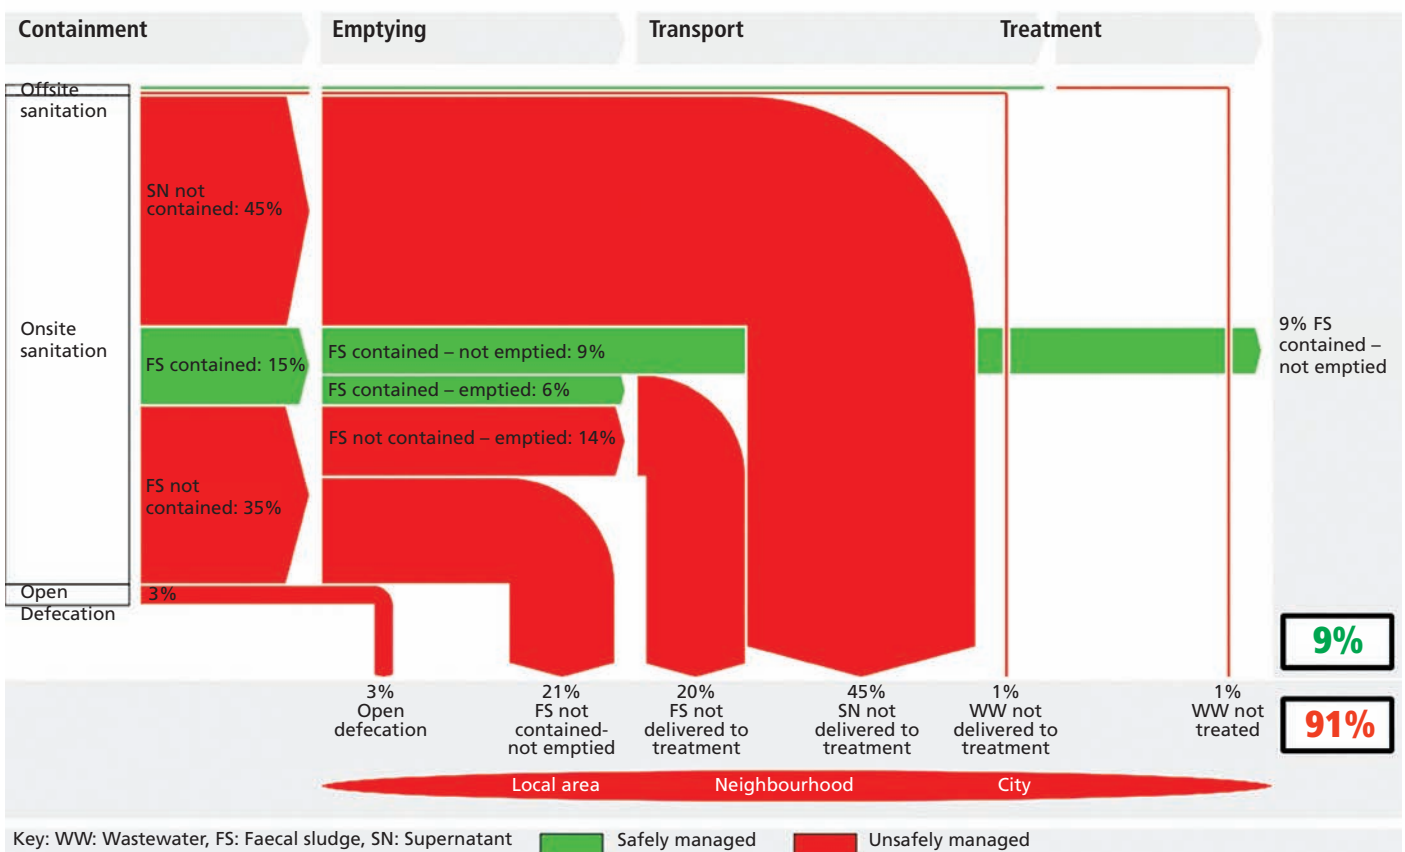 Containment
Emptying
Transport
Treatment
Offsite
sanitation
SN not
contained: 45%
Onsite
sanitation
FS contained: 15%
FS contained – not emptied: 9%
FS contained – emptied: 6%
FS not contained – emptied: 14%
FS not
contained: 35%
Open
Defecation
3%
9% FS
contained –
not emptied
9%
91%
3%
Open
defecation
21%
FS not
contained-
not emptied
20%
FS not
delivered to
treatment
45%
SN not
delivered to
treatment
1%
WW not
delivered to
treatment
1%
WW not
treated
Local area
Neighbourhood
City
Key: WW: Wastewater, FS: Faecal sludge, SN: Supernatant
Safely managed
Unsafely managed